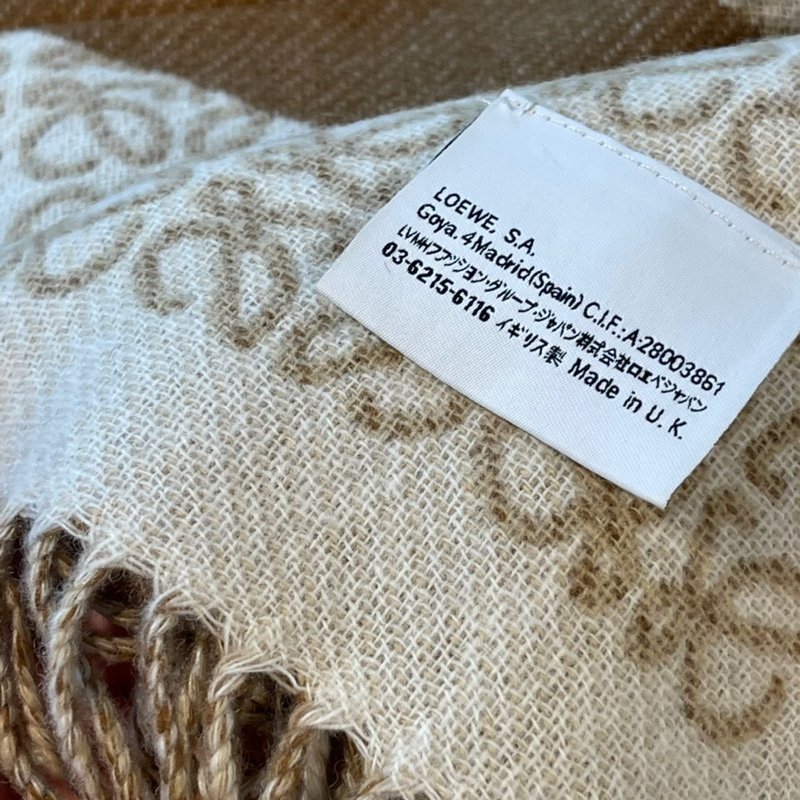 LOEWE, S.A.
Goya. 4 Madrid (Spain) C.I.F.: A-28003861
LVMHファッション・グループ・ジャパン株式会社ロエベジャパン
03-6215-6116 イギリス製 Made in U. K.